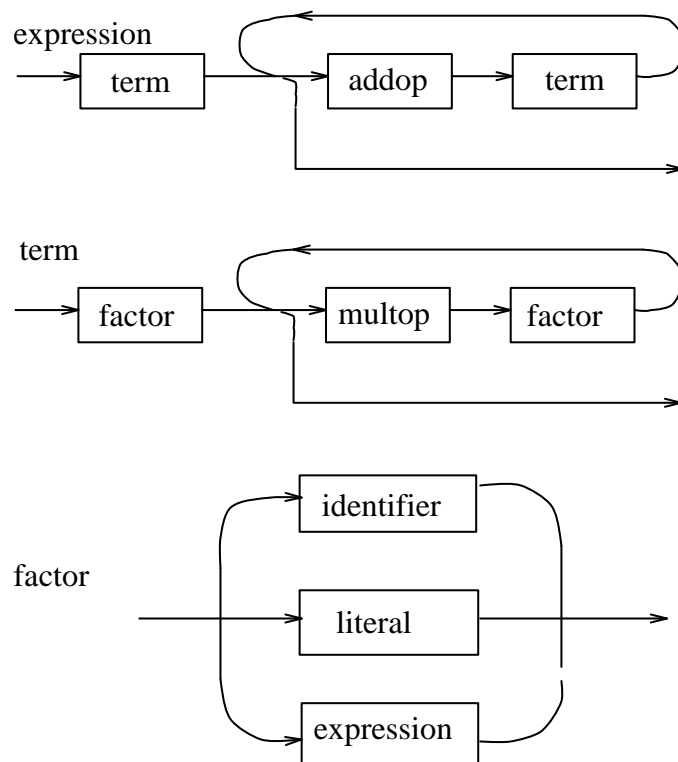 expression
term addop term
term
factor multop factor
identifier
factor
literal
expression